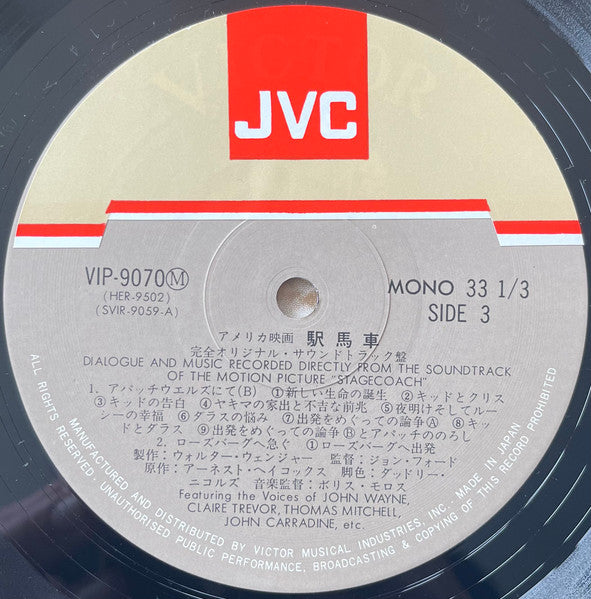 JVC
VIP-9070Ⓜ
(HER-9502)
(SVIR-9059-A)
MONO 33 1/3
SIDE 3
アメリカ映画 駅馬車
完全オリジナル・サウンドトラック盤
DIALOGUE AND MUSIC RECORDED DIRECTLY FROM THE SOUNDTRACK
OF THE MOTION PICTURE "STAGECOACH"
1. アパッチウエルズにて(B) ①新しい生命の誕生 ②キッドとクリス
③キッドの告白 ④ヤキマの家出と不吉な前兆 ⑤夜明けそしてルー
シーの幸福 ⑥ダラスの悩み ⑦出発をめぐっての論争Ⓐ ⑧キッ
ドとダラス ⑨出発をめぐっての論争Ⓑとアパッチののろし
2. ローズバーグへ急ぐ ①ローズバーグへ出発
製作：ウォルター・ウェンジャー 監督：ジョン・フォード
原作：アーネスト・ヘイコックス 脚色：ダッドリー・
ニコルズ 音楽監督：ボリス・モロス
Featuring the Voices of JOHN WAYNE,
CLAIRE TREVOR, THOMAS MITCHELL,
JOHN CARRADINE, etc.
ALL RIGHTS RESERVED. UNAUTHORISED PUBLIC PERFORMANCE, BROADCASTING & COPYING OF THIS RECORD PROHIBITED
MANUFACTURED AND DISTRIBUTED BY VICTOR MUSICAL INDUSTRIES, INC. MADE IN JAPAN